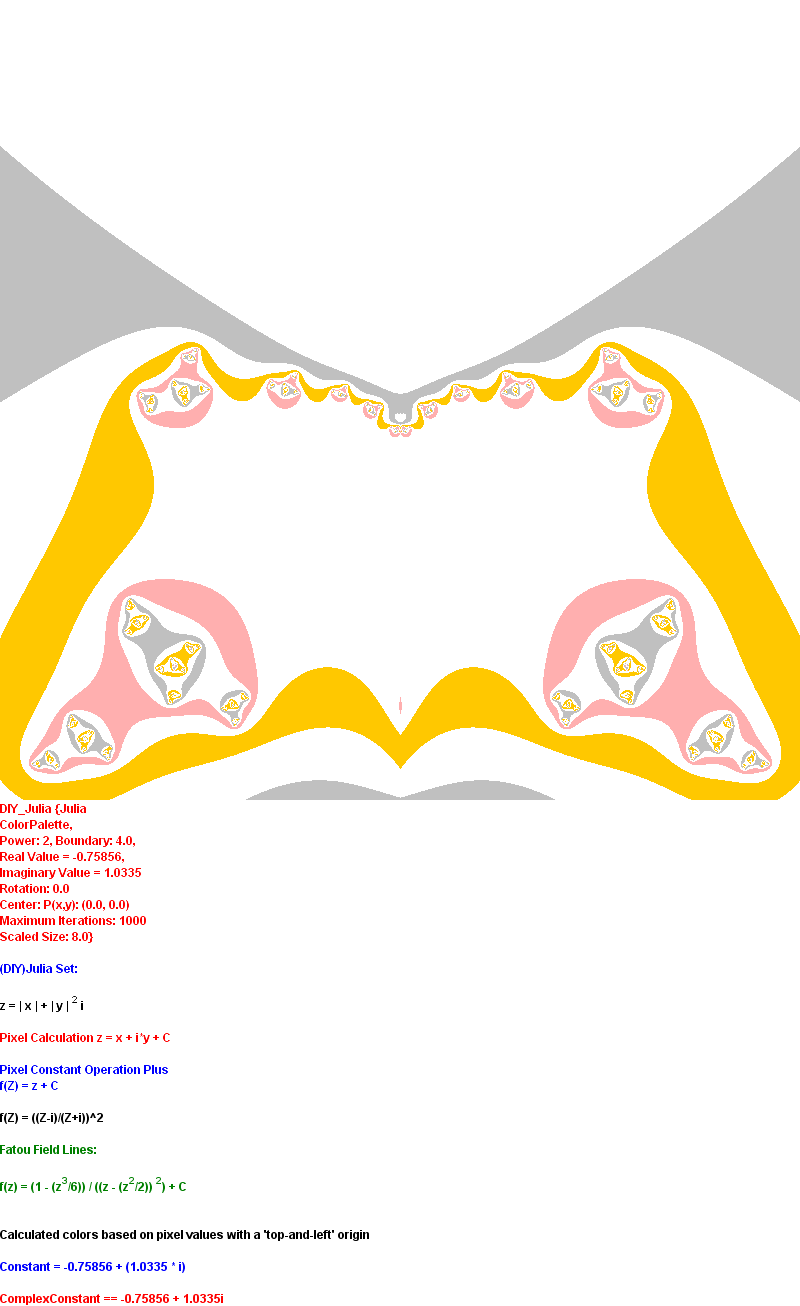 DIY_Julia {Julia
ColorPalette,
Power: 2, Boundary: 4.0,
Real Value = -0.75856,
Imaginary Value = 1.0335
Rotation: 0.0
Center: P(x,y): (0.0, 0.0)
Maximum Iterations: 1000
Scaled Size: 8.0}
(DIY)Julia Set:
z = | x | + | y | ² i
Pixel Calculation z = x + i*y + C
Pixel Constant Operation Plus
f(Z) = z + C
f(Z) = ((Z-i)/(Z+i))^2
Fatou Field Lines:
f(z) = (1 - (z³/6)) / ((z - (z²/2)) ²) + C
Calculated colors based on pixel values with a 'top-and-left' origin
Constant = -0.75856 + (1.0335 * i)
ComplexConstant == -0.75856 + 1.0335i